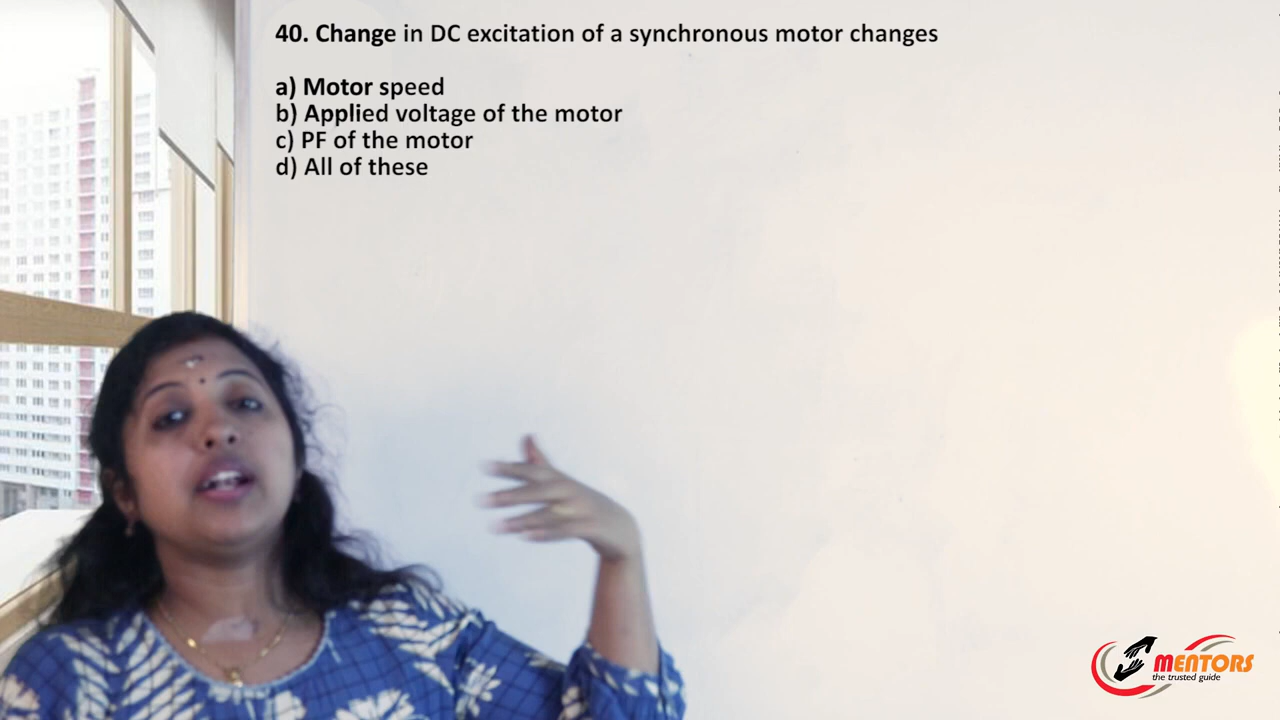 40. Change in DC excitation of a synchronous motor changes
a) Motor speed
b) Applied voltage of the motor
c) PF of the motor
d) All of these
MENTORS
the trusted guide